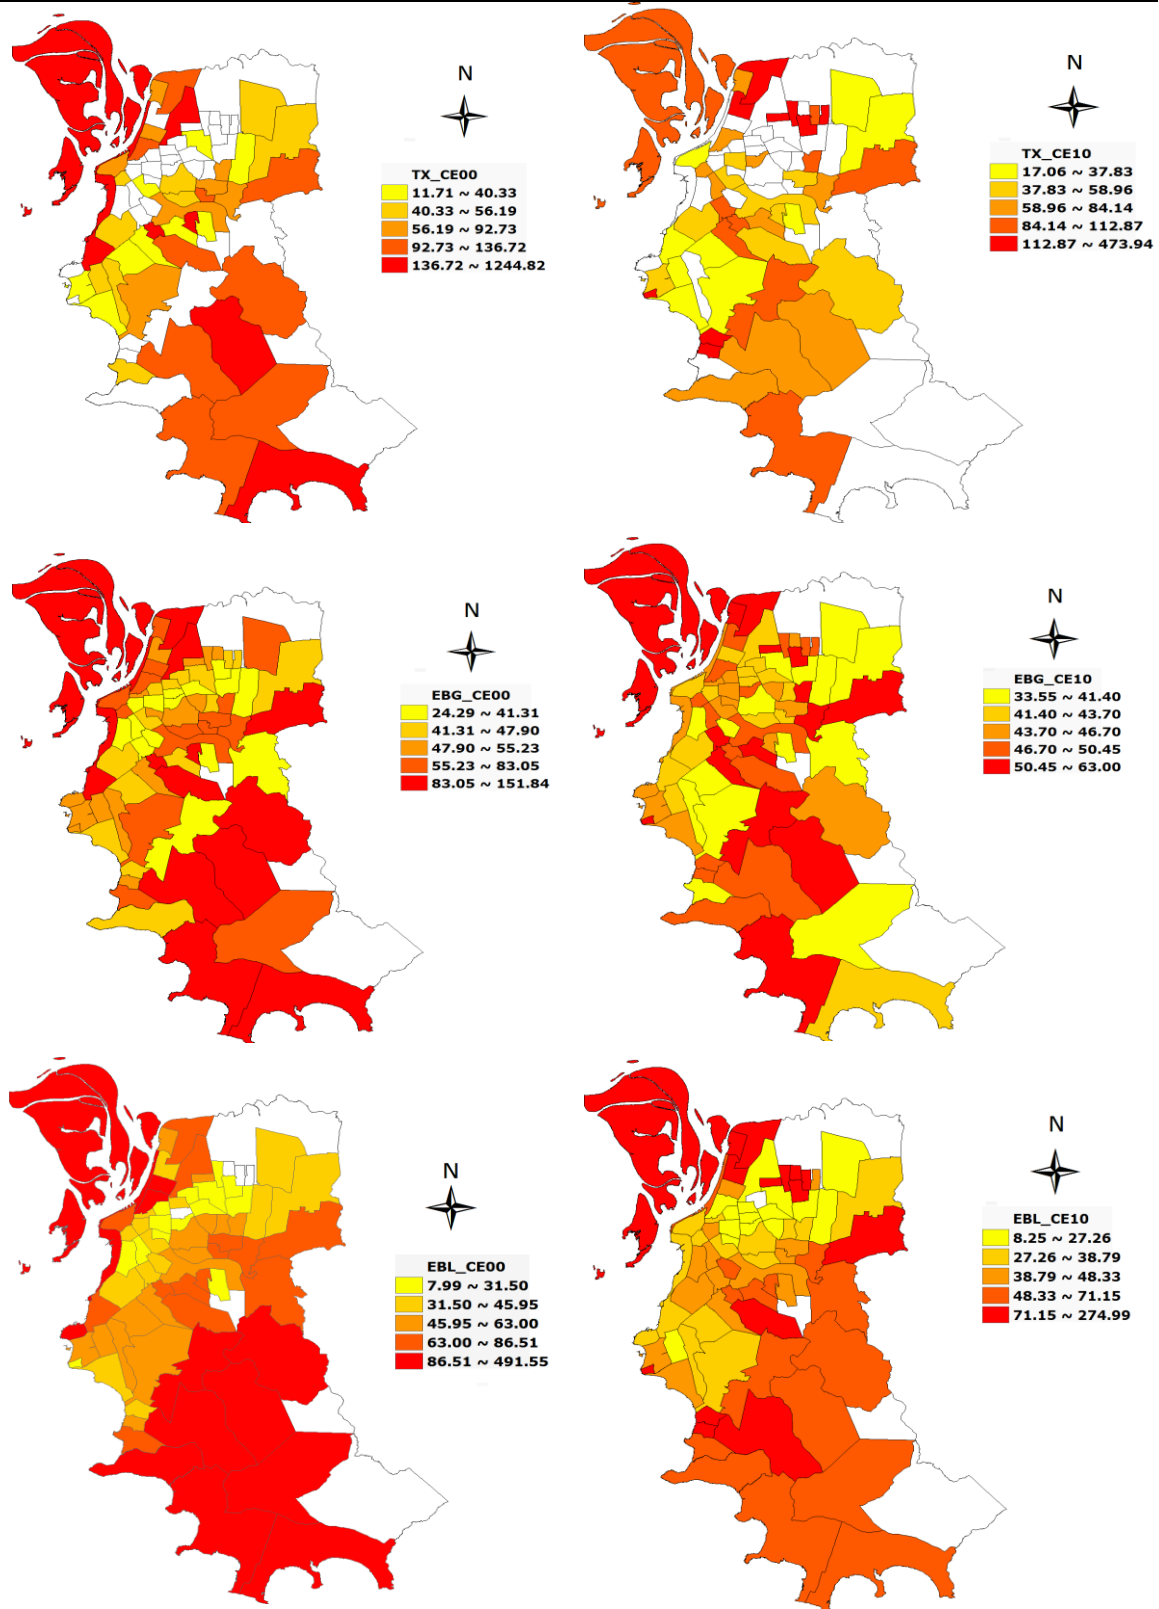 N
TX_CE00
11.71 ~ 40.33
40.33 ~ 56.19
56.19 ~ 92.73
92.73 ~ 136.72
136.72 ~ 1244.82
N
TX_CE10
17.06 ~ 37.83
37.83 ~ 58.96
58.96 ~ 84.14
84.14 ~ 112.87
112.87 ~ 473.94
N
EBG_CE00
24.29 ~ 41.31
41.31 ~ 47.90
47.90 ~ 55.23
55.23 ~ 83.05
83.05 ~ 151.84
N
EBG_CE10
33.55 ~ 41.40
41.40 ~ 43.70
43.70 ~ 46.70
46.70 ~ 50.45
50.45 ~ 63.00
N
EBL_CE00
7.99 ~ 31.50
31.50 ~ 45.95
45.95 ~ 63.00
63.00 ~ 86.51
86.51 ~ 491.55
N
EBL_CE10
8.25 ~ 27.26
27.26 ~ 38.79
38.79 ~ 48.33
48.33 ~ 71.15
71.15 ~ 274.99